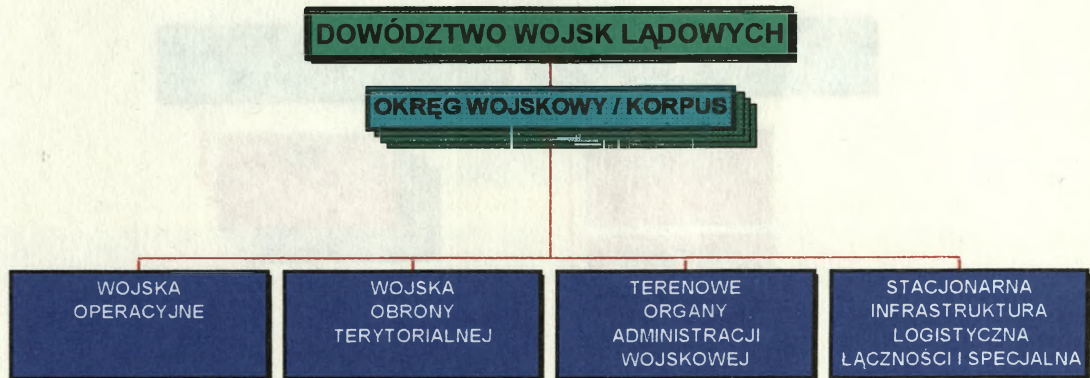 DOWÓDZTWO WOJSK LĄDOWYCH
OKRĘG WOJSKOWY / KORPUS
WOJSKA
OPERACYJNE
WOJSKA
OBRONY
TERYTORIALNEJ
TERENOWE
ORGANY
ADMINISTRACJI
WOJSKOWEJ
STACJONARNA
INFRASTRUKTURA
LOGISTYCZNA
ŁĄCZNOŚCI I SPECJALNA